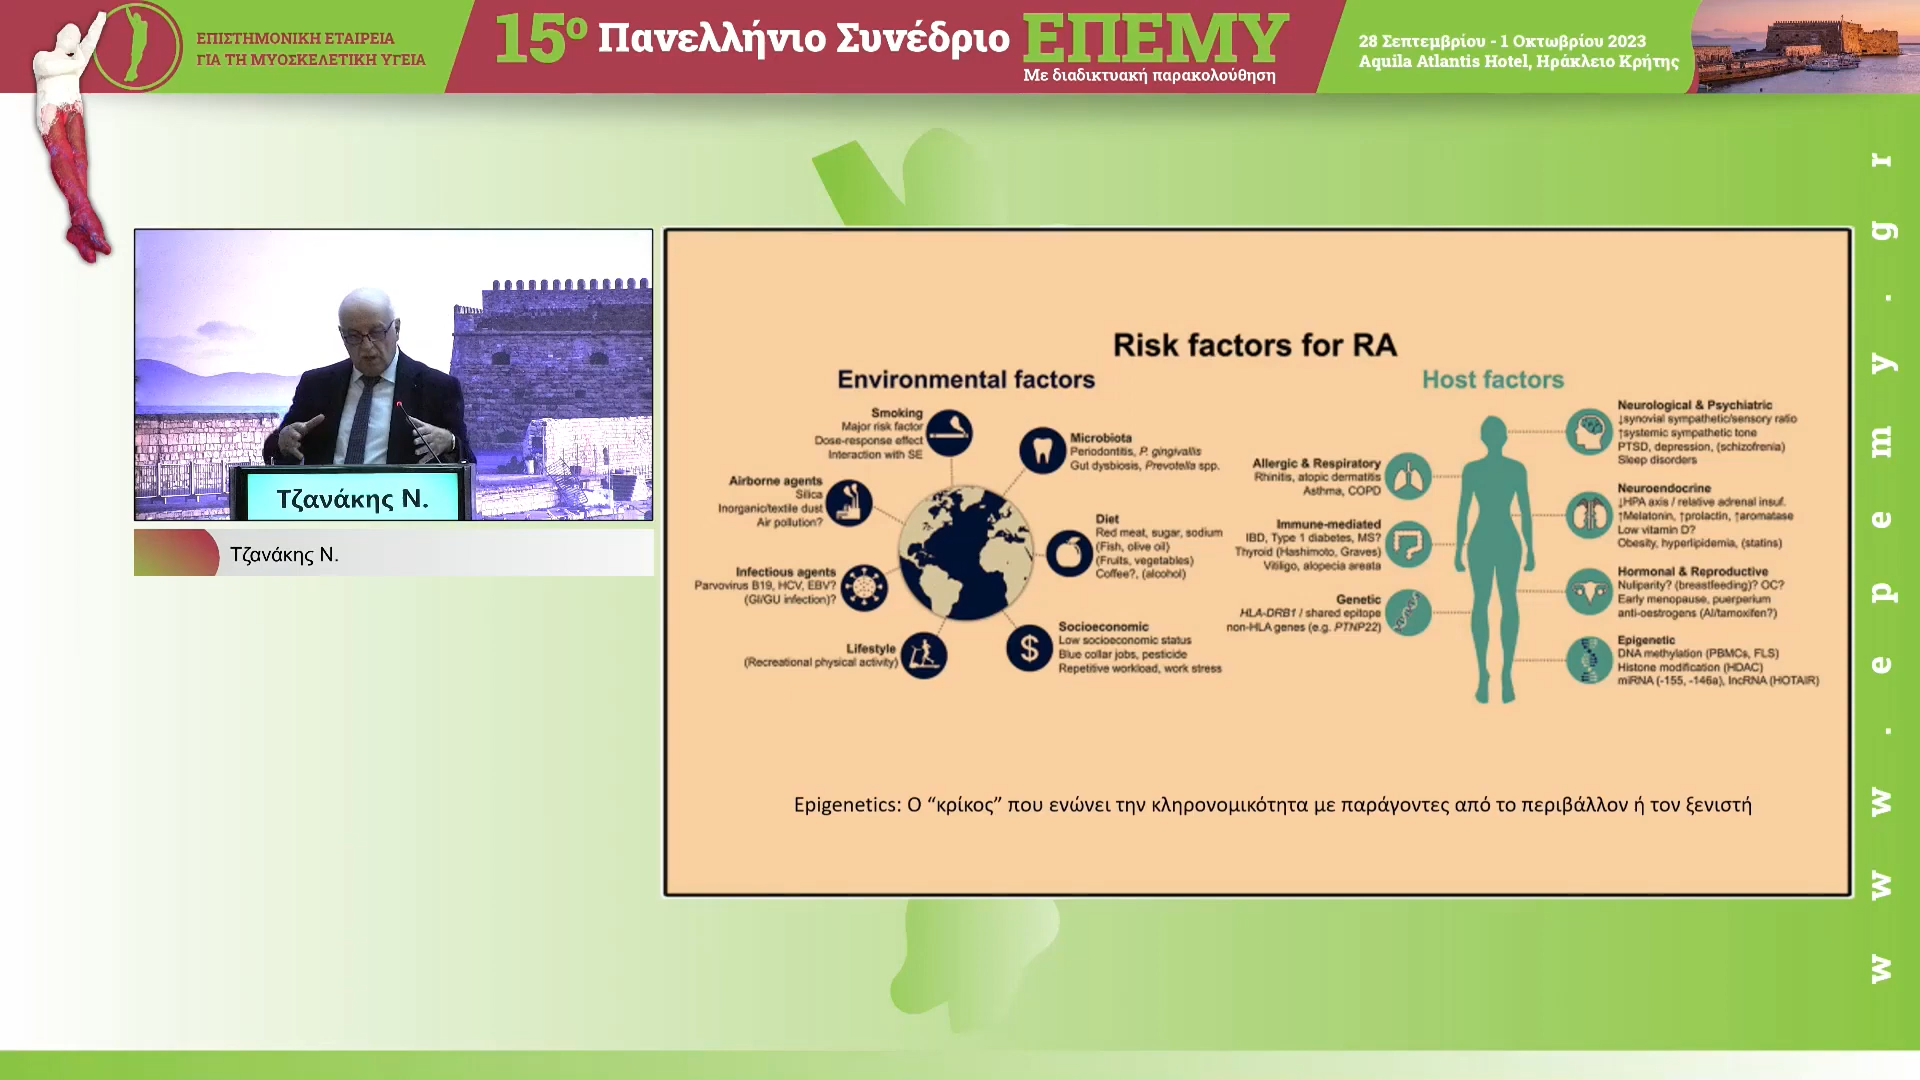 ΕΠΙΣΤΗΜΟΝΙΚΗ ΕΤΑΙΡΕΙΑ
ΓΙΑ ΤΗ ΜΥΟΣΚΕΛΕΤΙΚΗ ΥΓΕΙΑ
15ο Πανελλήνιο Συνέδριο ΕΠΕΜΥ
Με διαδικτυακή παρακολούθηση
28 Σεπτεμβρίου - 1 Οκτωβρίου 2023
Aquila Atlantis Hotel, Ηράκλειο Κρήτης
Τζανάκης Ν.
Τζανάκης Ν.
Risk factors for RA
Environmental factors
Smoking
Major risk factor
Dose-response effect
Interaction with SE
Airborne agents
Silica
Inorganic/textile dust
Air pollution?
Infectious agents
Parvovirus B19, HCV, EBV?
(GI/GU infection)?
Lifestyle
(Recreational physical activity)
Microbiota
Periodontitis, P. gingivallis
Gut dysbiosis, Prevotella spp.
Diet
Red meat, sugar, sodium
(Fish, olive oil)
(Fruits, vegetables)
Coffee?, (alcohol)
Socioeconomic
Low socioeconomic status
Blue collar jobs, pesticide
Repetitive workload, work stress
Host factors
Allergic & Respiratory
Rhinitis, atopic dermatitis
Asthma, COPD
Immune-mediated
IBD, Type 1 diabetes, MS?
Thyroid (Hashimoto, Graves)
Vitiligo, alopecia areata
Genetic
HLA-DRB1 / shared epitope
non-HLA genes (e.g. PTNP22)
Neurological & Psychiatric
↓synovial sympathetic/sensory ratio
↑systemic sympathetic tone
PTSD, depression, (schizofrenia)
Sleep disorders
Neuroendocrine
↓HPA axis / relative adrenal insuf.
↑Melatonin, ↑prolactin, ↑aromatase
Low vitamin D?
Obesity, hyperlipidemia, (statins)
Hormonal & Reproductive
Nuliparity? (breastfeeding)? OC?
Early menopause, puerperium
anti-oestrogens (AI/tamoxifen?)
Epigenetic
DNA methylation (PBMCs, FLS)
Histone modification (HDAC)
miRNA (-155, -146a), lncRNA (HOTAIR)
Epigenetics: Ο “κρίκος” που ενώνει την κληρονομικότητα με παράγοντες από το περιβάλλον ή τον ξενιστή
www.epemy.gr